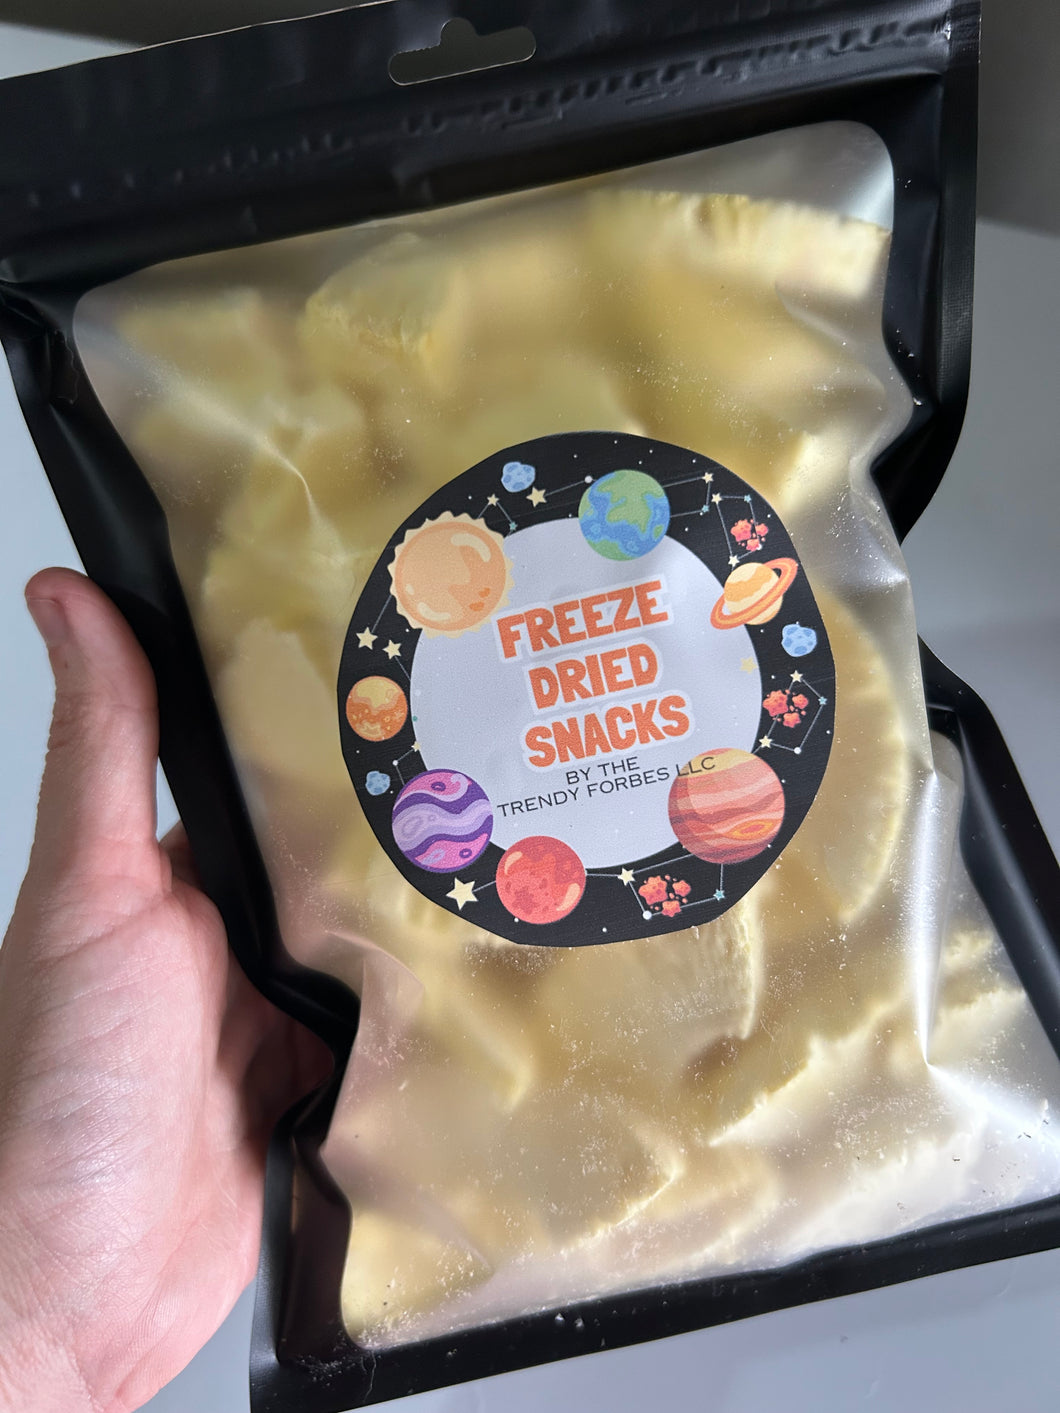 FREEZE
DRIED
SNACKS
BY THE
TRENDY FORBES LLC